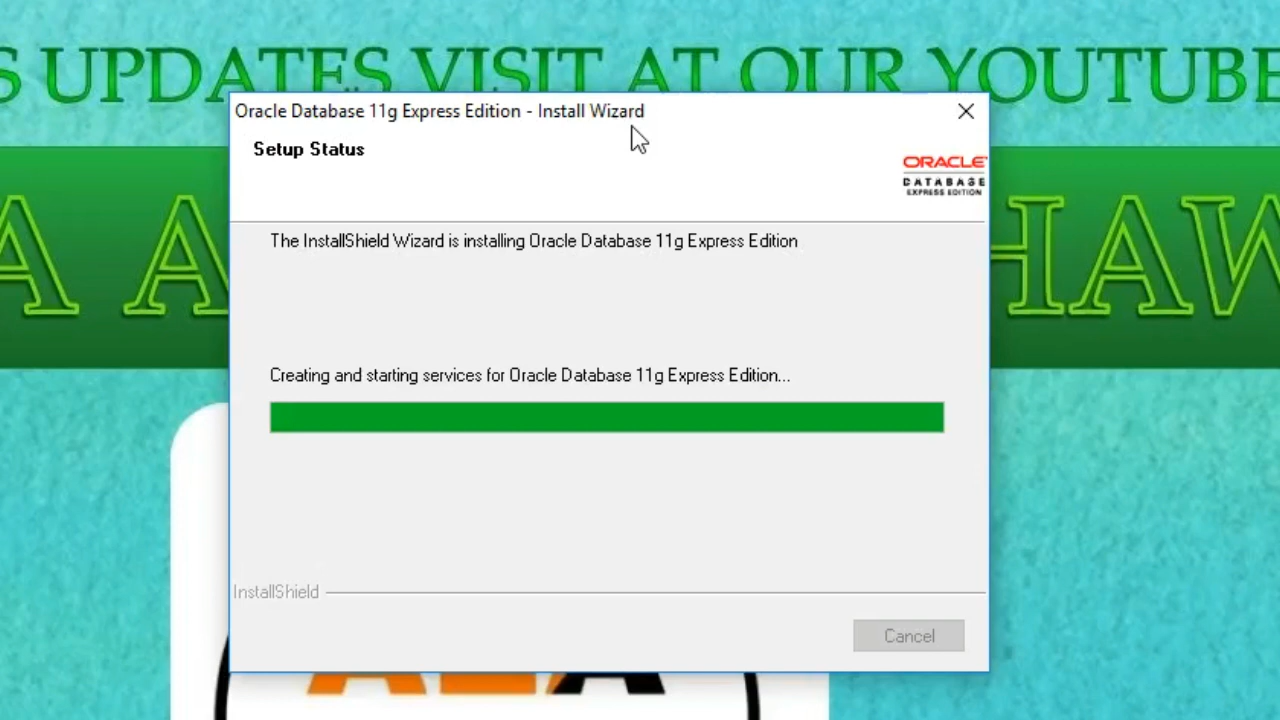 S UPDATES VISIT AT OUR YOUTUBE
Oracle Database 11g Express Edition - Install Wizard
Setup Status
ORACLE
DATABASE
EXPRESS EDITION
A A
HAW
The InstallShield Wizard is installing Oracle Database 11g Express Edition
Creating and starting services for Oracle Database 11g Express Edition...
InstallShield
Cancel